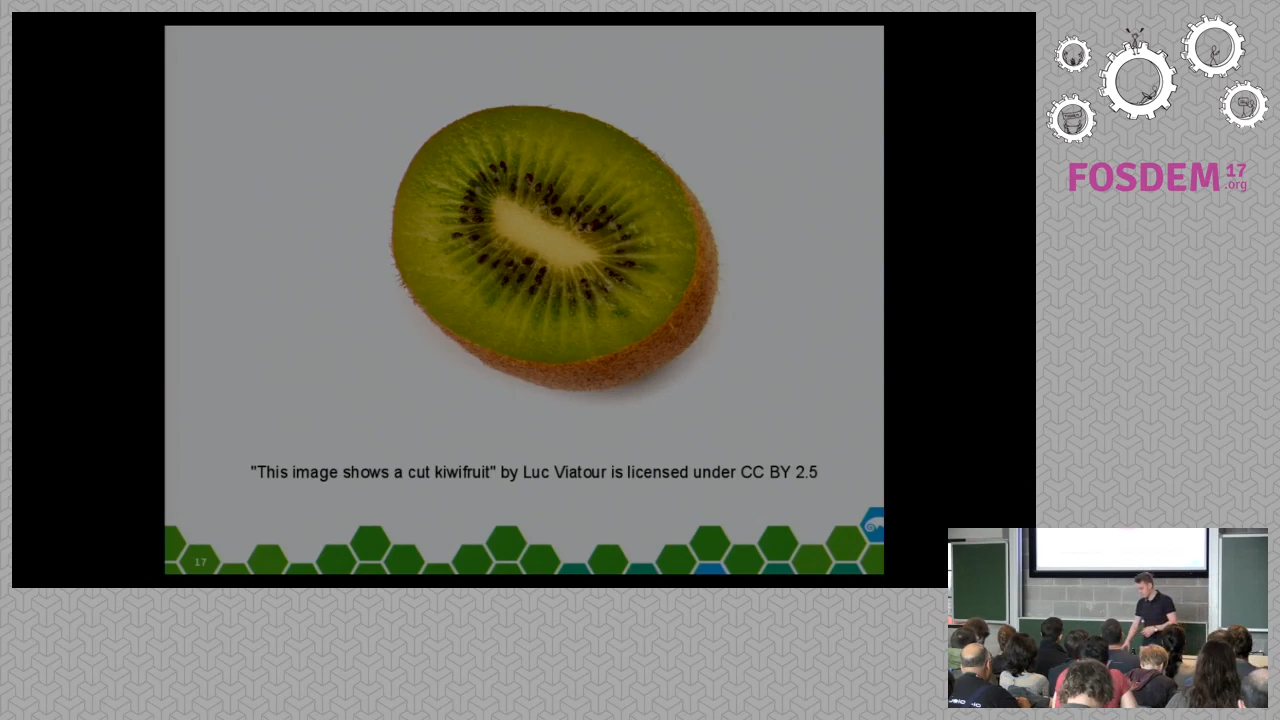 "This image shows a cut kiwifruit" by Luc Viatour is licensed under CC BY 2.5
17
FOSDEM 17
.org